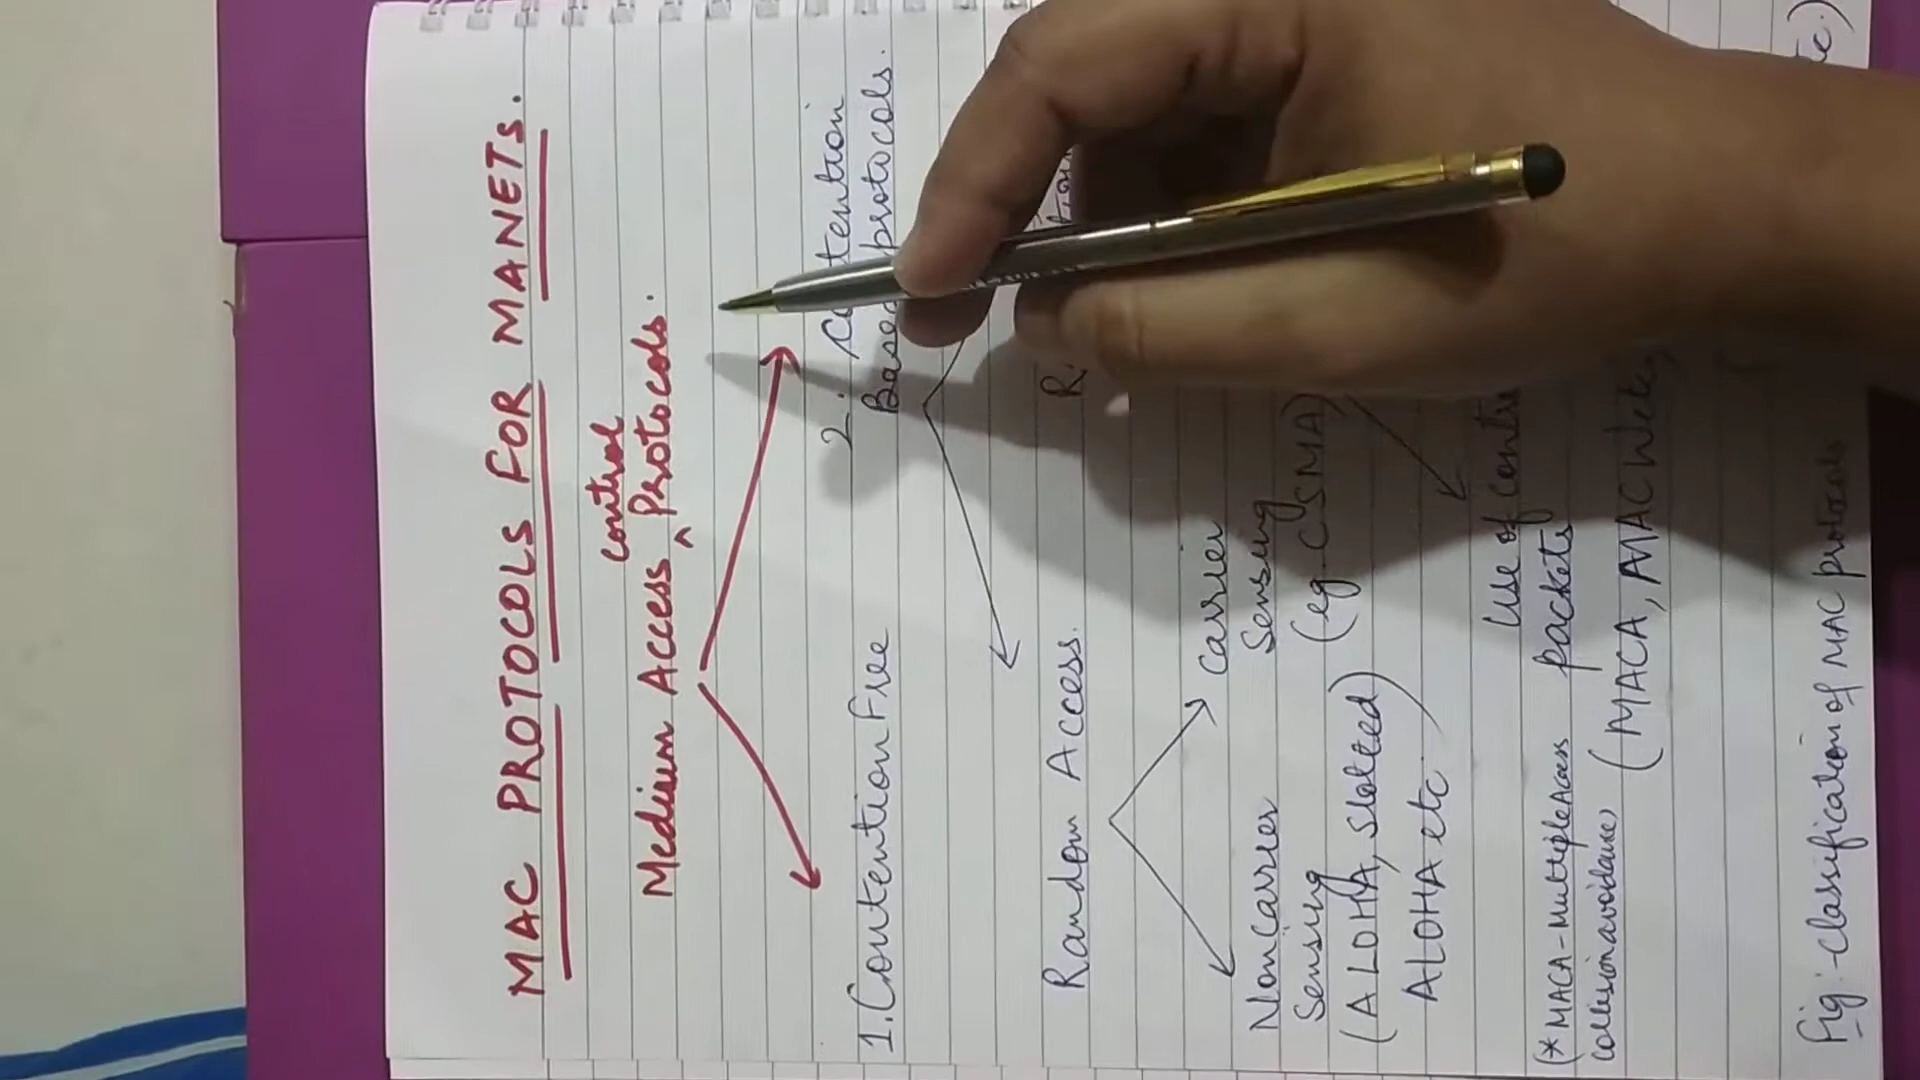 MAC PROTOCOLS FOR MANETs.
control
Medium Access ^ Protocols.
1. Contention Free
2. Contention
Based protocols.
Random Access.
Non Carrier
Sensing
(ALOHA, Slotted)
ALOHA etc
Carrier
Sensing
(eg. CSMA)
Use of
packets
(MACA, MACW
(*MACA-Multiple Access
collision avoidance)
etc.)
Fig:-Classification of MAC protocols